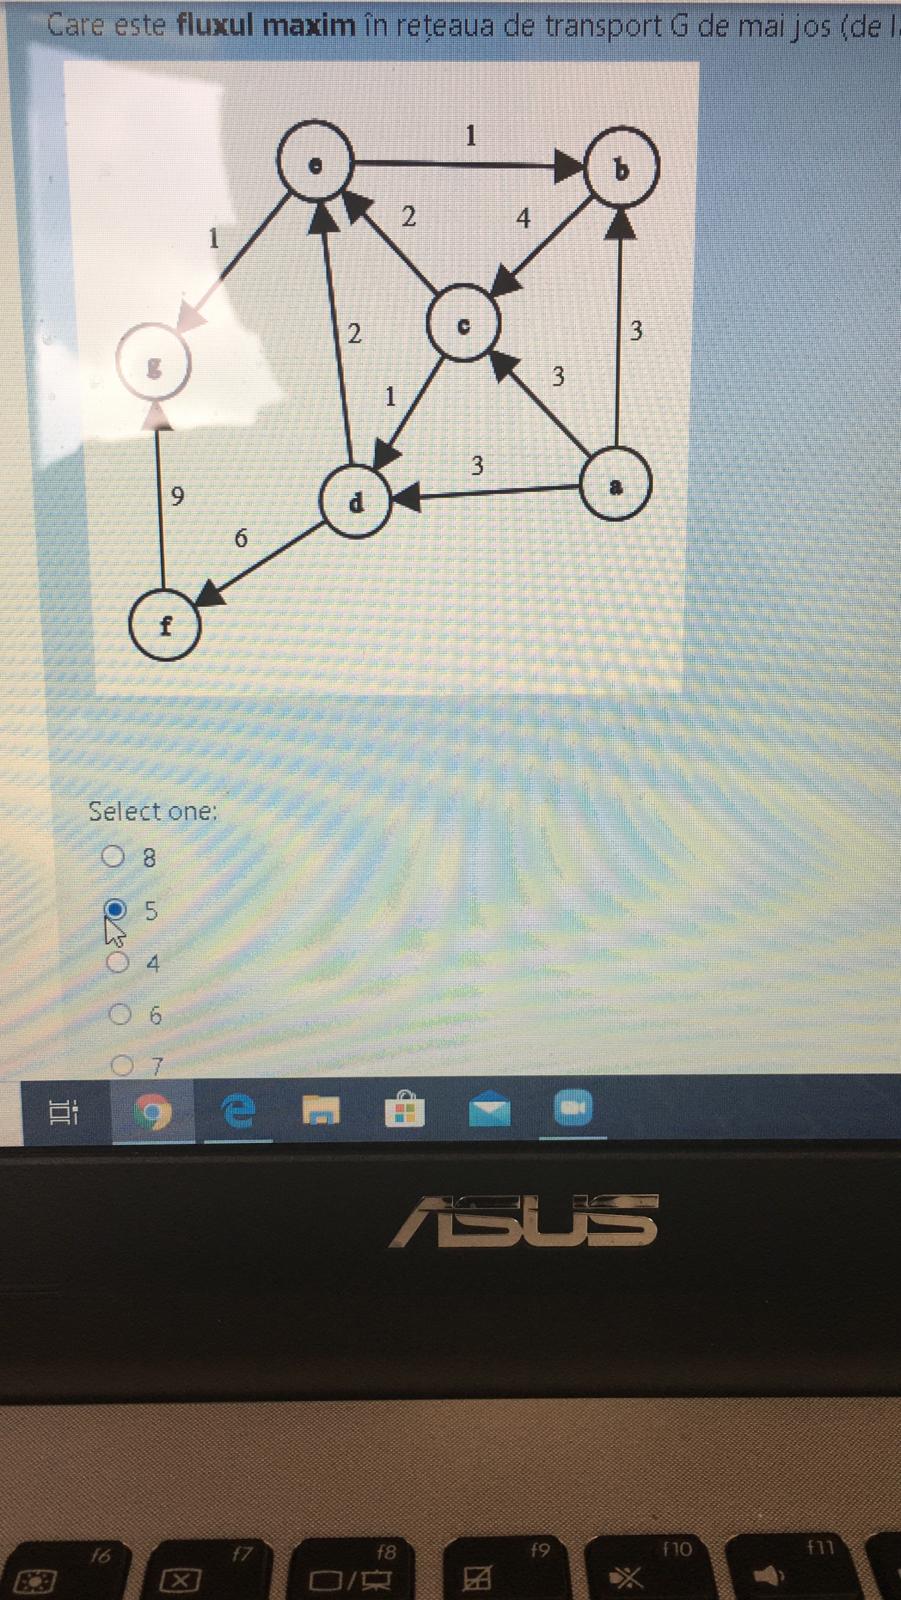 Care este fluxul maxim în rețeaua de transport G de mai jos (de l
e
1
b
1
2
4
c
g
2
3
3
1
3
a
d
9
6
f
Select one:
8
5
4
6
7
ASUS
f6
f7
f8
f9
f10
f11